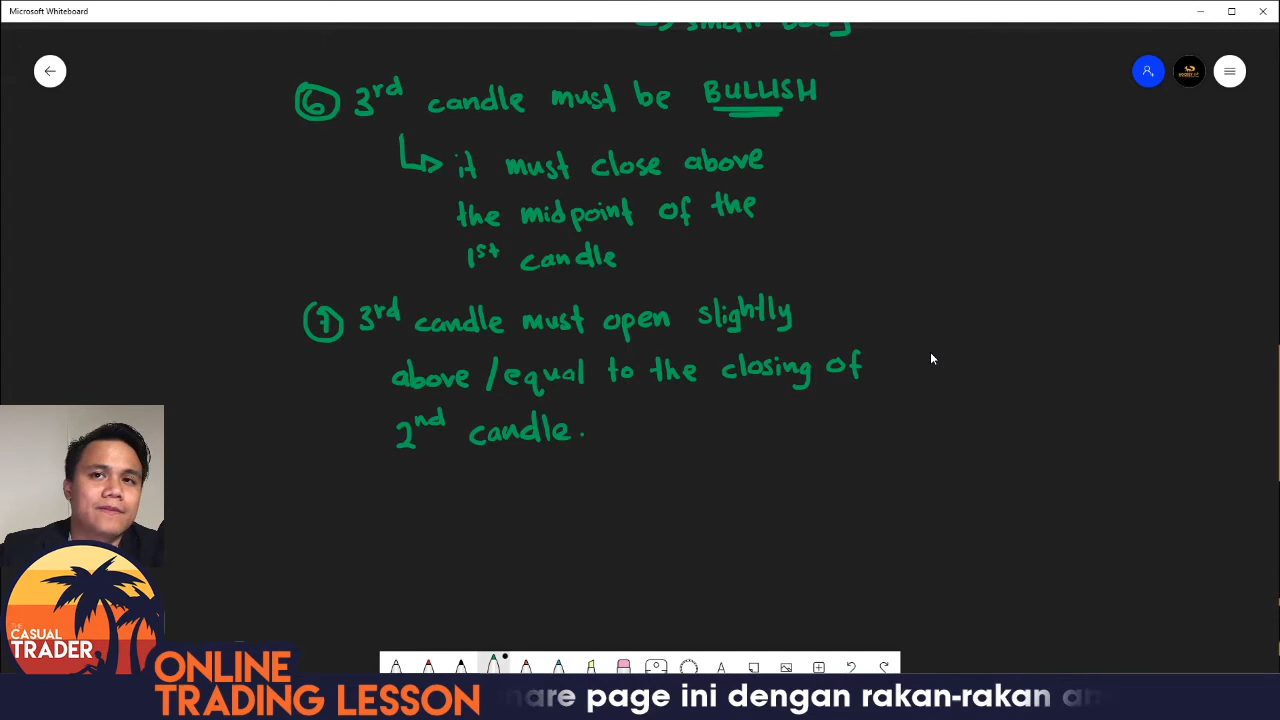 Microsoft Whiteboard
small body
6 3rd candle must be BULLISH
it must close above
the midpoint of the
1st candle
7 3rd candle must open slightly
above/equal to the closing of
2nd candle.
THE
CASUAL
TRADER
ONLINE
TRADING LESSON
page ini dengan rakan-rakan